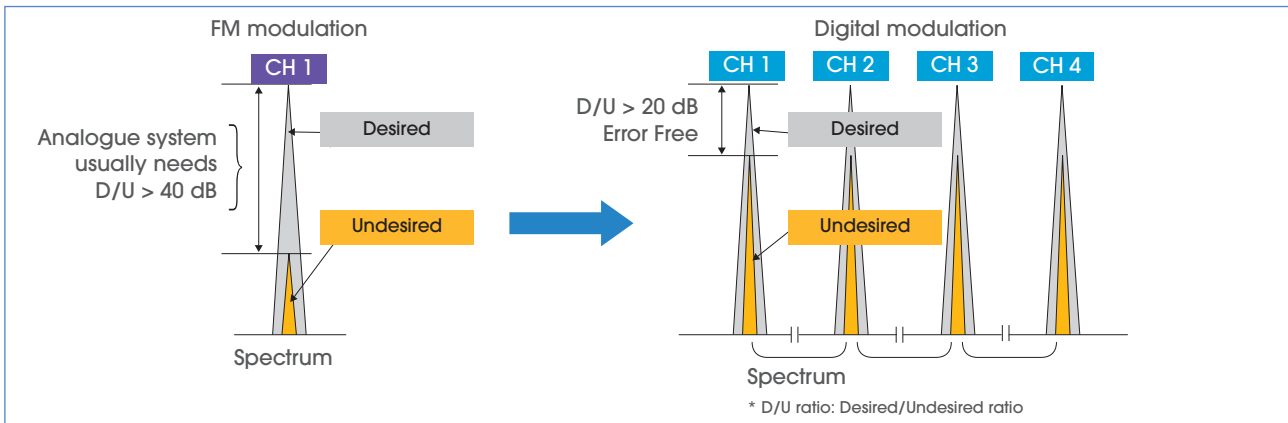 FM modulation
CH 1
Analogue system
usually needs
D/U > 40 dB
Desired
Undesired
Spectrum
Digital modulation
CH 1
CH 2
CH 3
CH 4
D/U > 20 dB
Error Free
Desired
Undesired
Spectrum
* D/U ratio: Desired/Undesired ratio